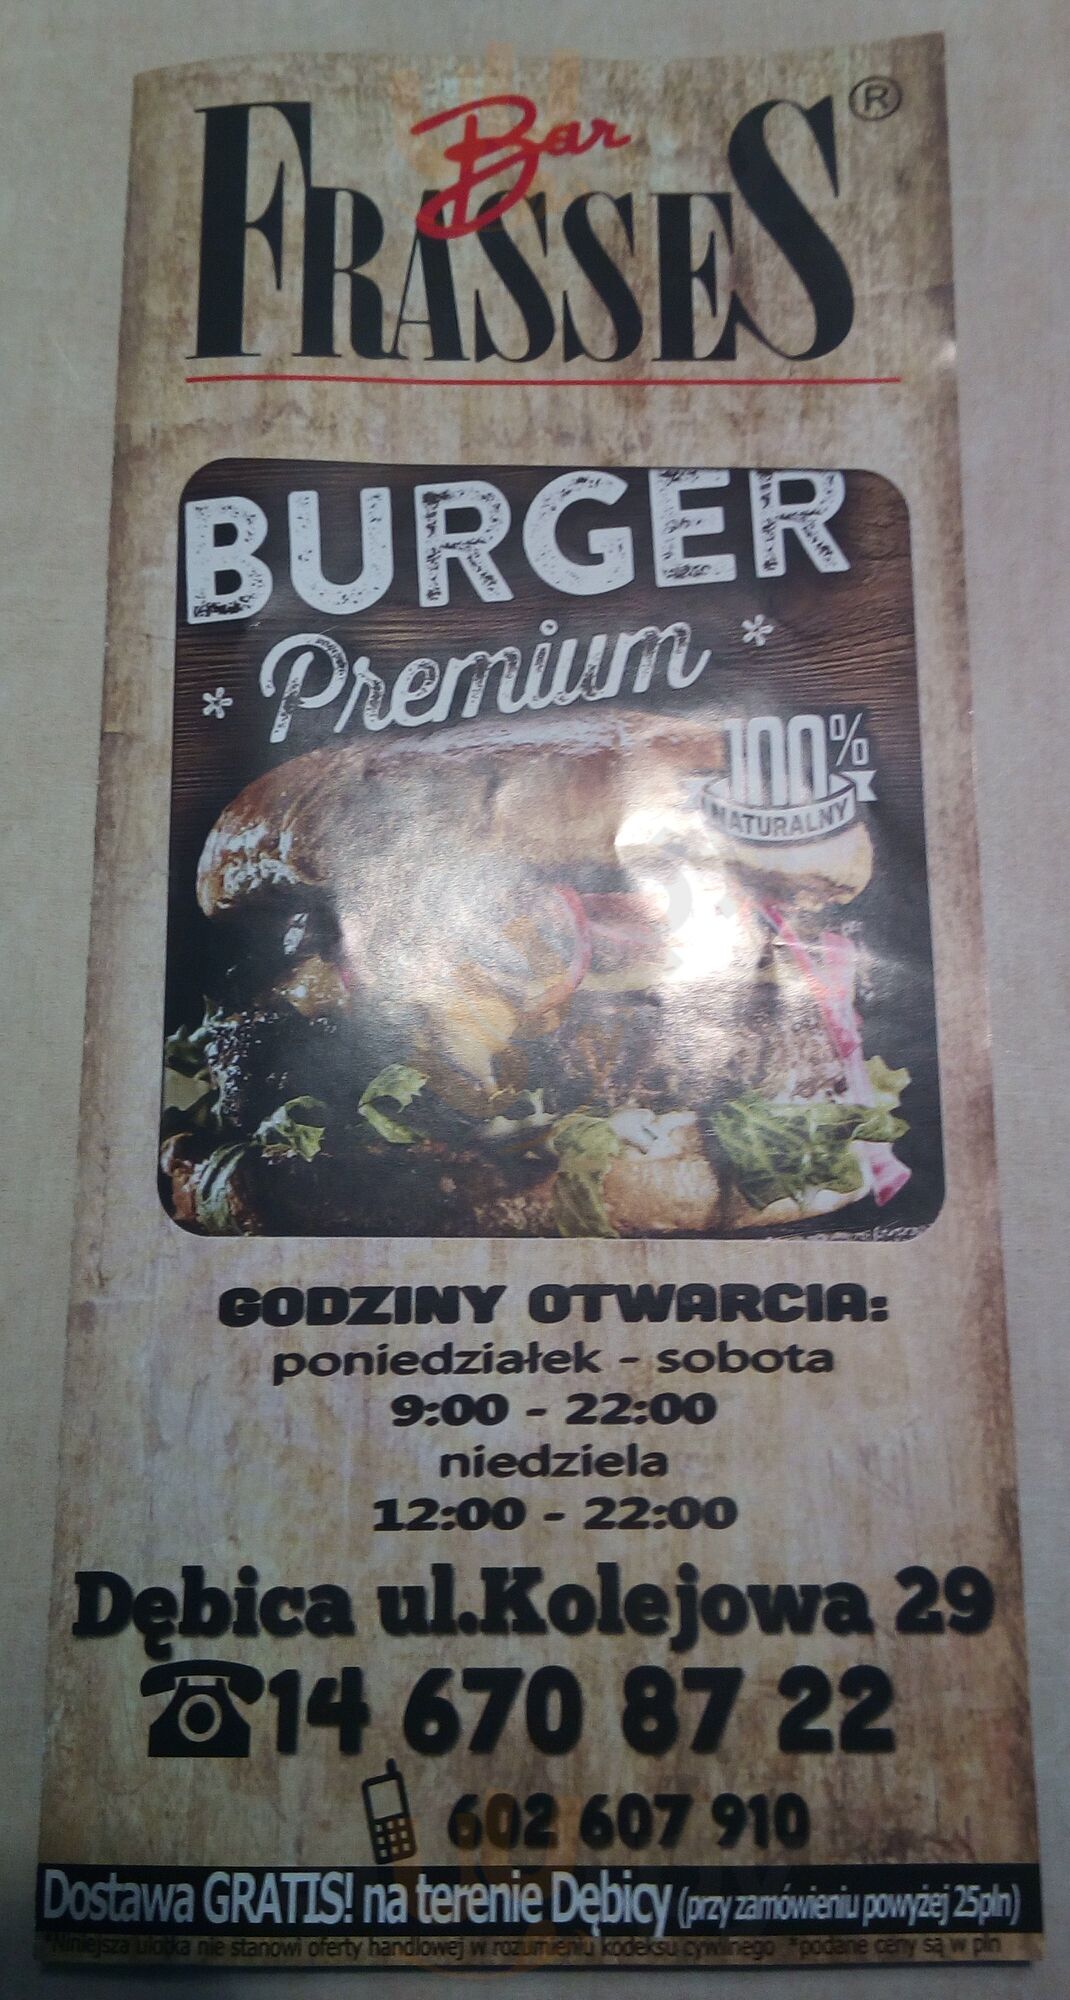 Bar
FRASSES ®
BURGER
Premium
100%
NATURALNY
GODZINY OTWARCIA:
poniedziałek - sobota
9:00 - 22:00
niedziela
12:00 - 22:00
Dębica ul.Kolejowa 29
14 670 87 22
602 607 910
Dostawa GRATIS! na terenie Dębicy (przy zamówieniu powyżej 25pln)
*Niniejsza ulotka nie stanowi oferty handlowej w rozumieniu kodeksu cywilnego *podane ceny są w pln